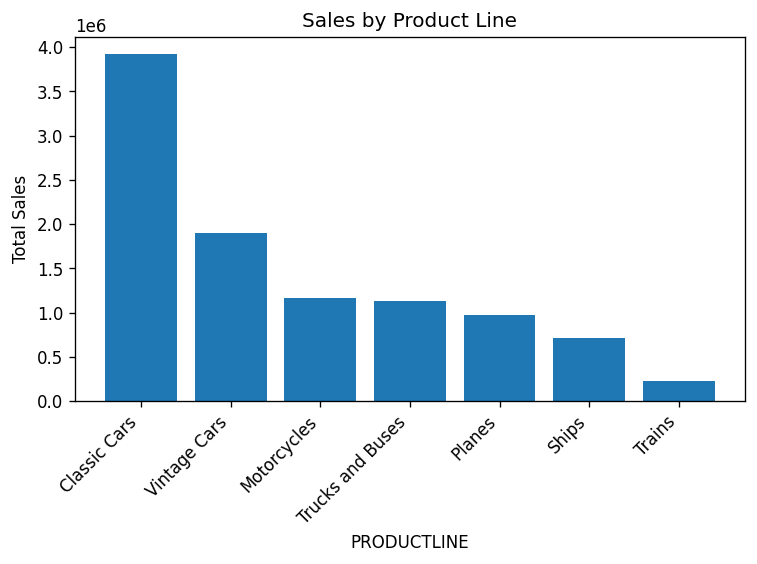 Sales by Product Line
1e6
4.0
3.5
3.0
2.5
2.0
1.5
1.0
0.5
0.0
Total Sales
Classic Cars
Vintage Cars
Motorcycles
Trucks and Buses
Planes
Ships
Trains
PRODUCTLINE